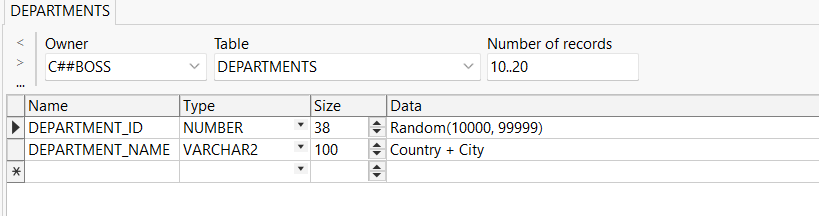 DEPARTMENTS
Owner Table Number of records
C##BOSS DEPARTMENTS 10..20
...
Name Type Size Data
DEPARTMENT_ID NUMBER 38 Random(10000, 99999)
DEPARTMENT_NAME VARCHAR2 100 Country + City